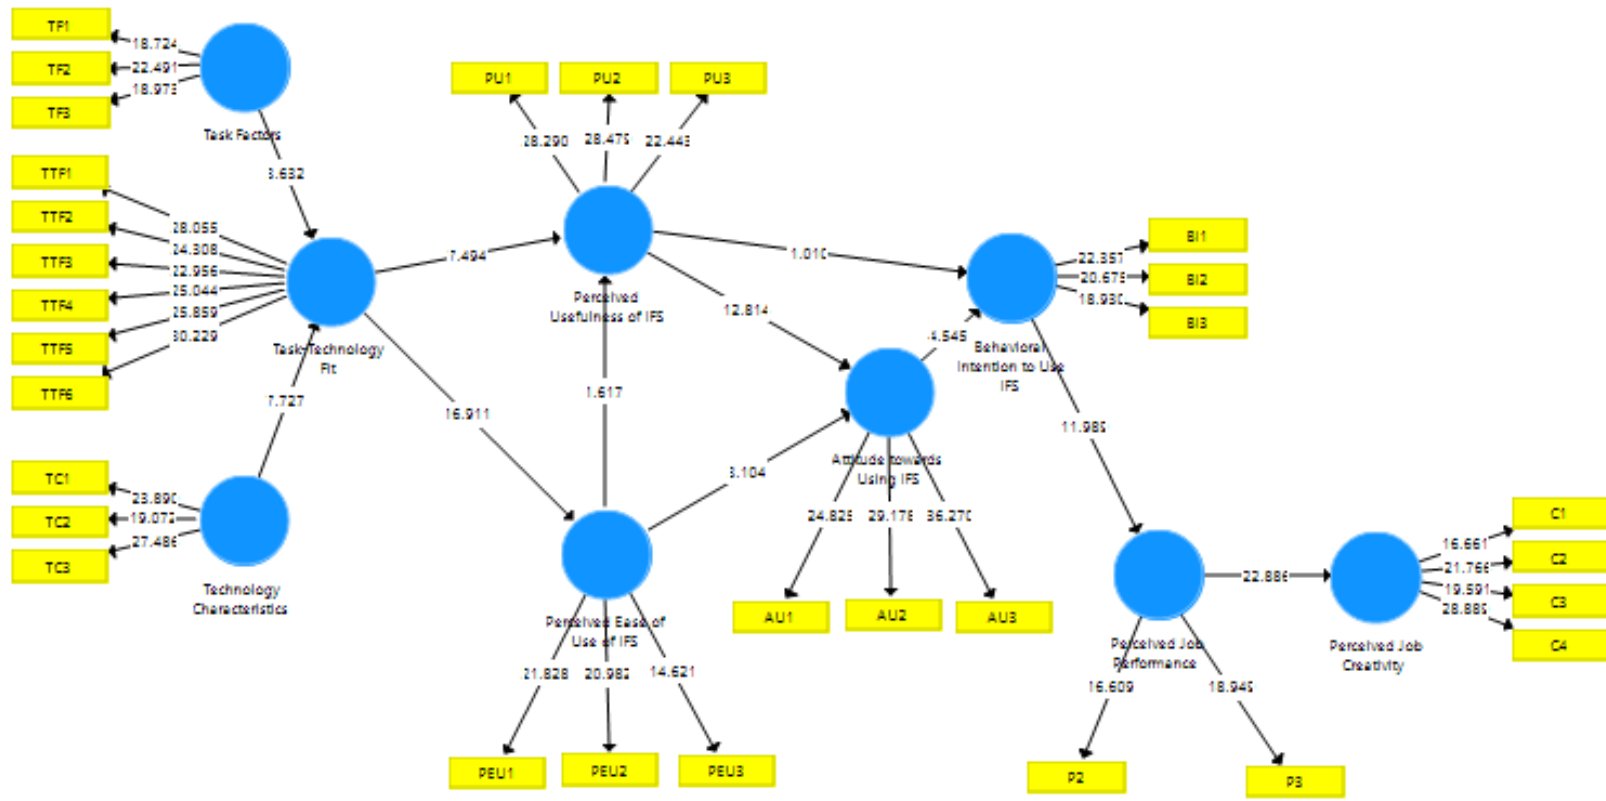 TF1
TF2
TF3
18.724
22.491
18.973
Task Factors
3.632
TTF1
TTF2
TTF3
TTF4
TTF5
TTF6
28.055
24.308
22.956
25.044
25.859
30.229
Task-Technology
Fit
7.727
TC1
TC2
TC3
23.890
19.072
27.486
Technology
Characteristics
PU1
PU2
PU3
28.290
28.479
22.443
Perceived
Usefulness of IFS
7.494
16.911
1.617
1.010
12.814
3.104
4.545
Perceived Ease of
Use of IFS
21.828
20.982
14.621
PEU1
PEU2
PEU3
Attitude towards
Using IFS
24.825
29.178
36.270
AU1
AU2
AU3
Behavioral
Intention to Use
IFS
22.357
20.675
18.930
BI1
BI2
BI3
11.985
Perceived Job
Performance
16.609
18.945
P2
P3
22.886
Perceived Job
Creativity
16.661
21.766
19.591
28.885
C1
C2
C3
C4